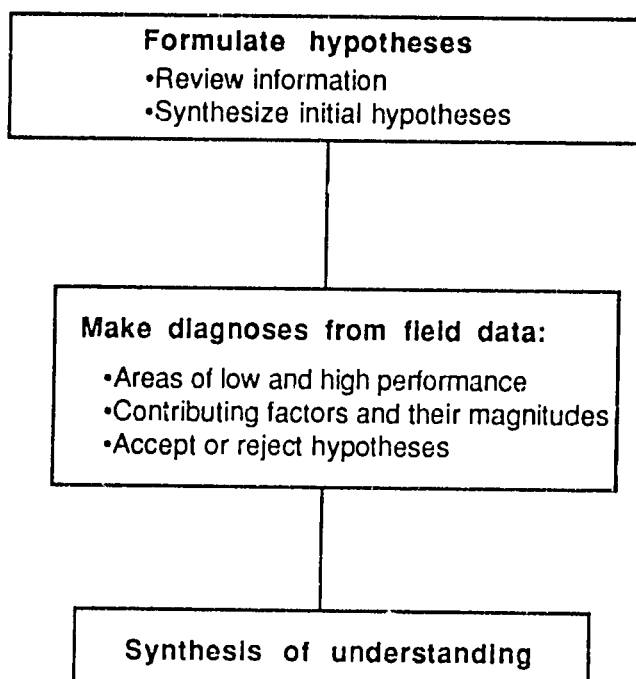 Formulate hypotheses
•Review information
•Synthesize initial hypotheses
Make diagnoses from field data:
•Areas of low and high performance
•Contributing factors and their magnitudes
•Accept or reject hypotheses
Synthesis of understanding